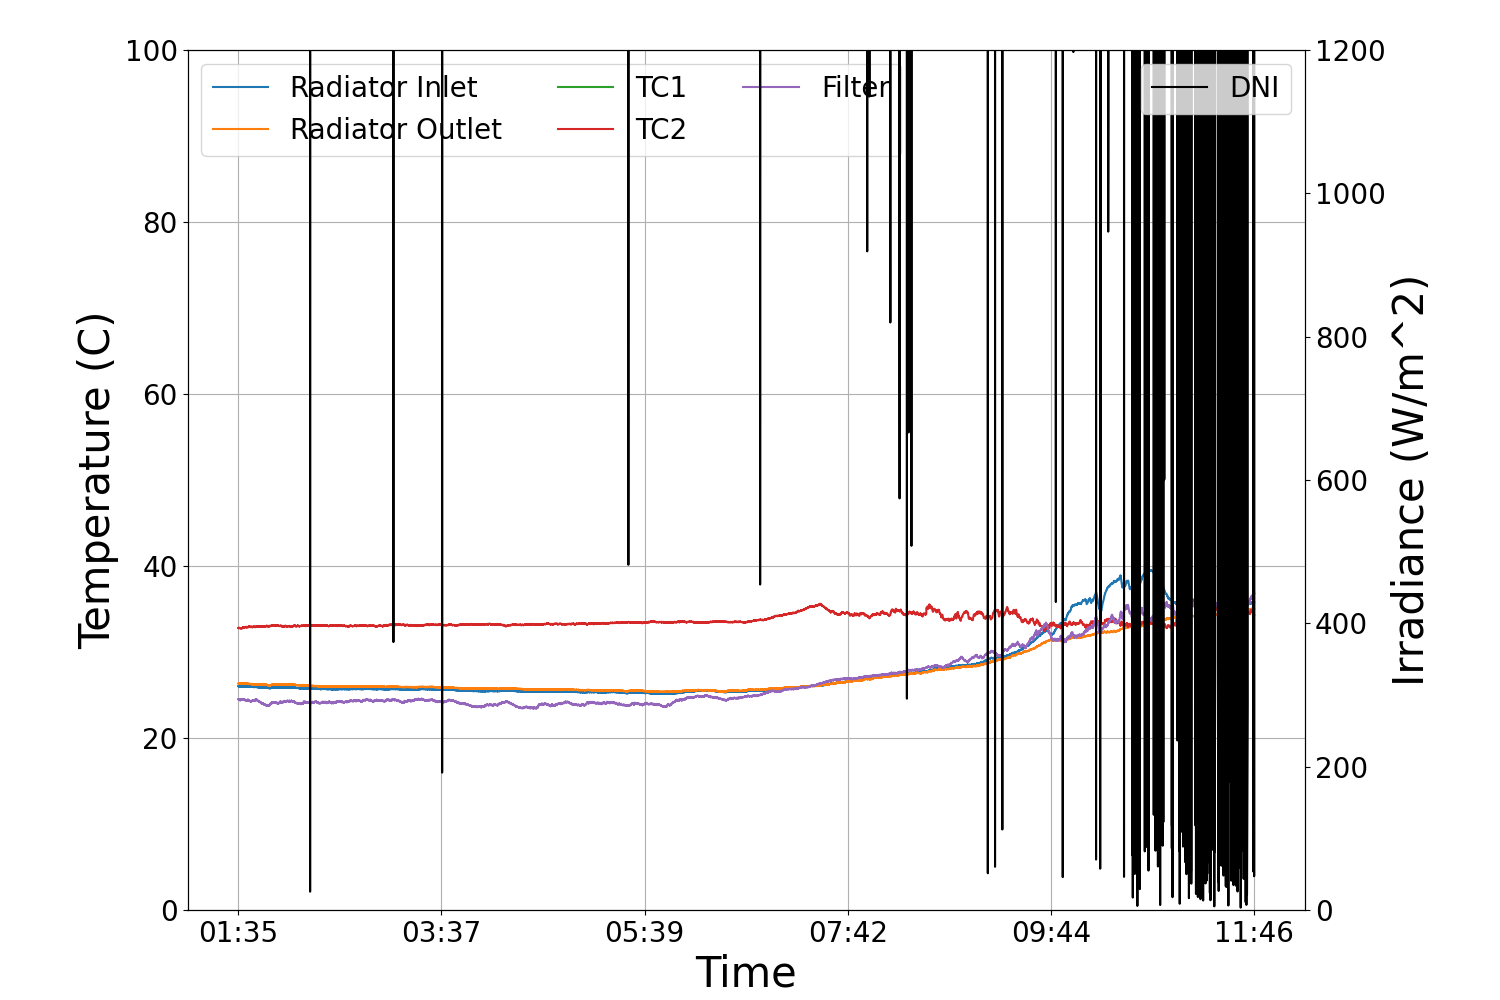 100
80
60
40
20
0
Temperature (C)
Radiator Inlet
Radiator Outlet
TC1
TC2
Filter
DNI
1200
1000
800
600
400
200
0
Irradiance (W/m^2)
01:35 03:37 05:39 07:42 09:44 11:46
Time